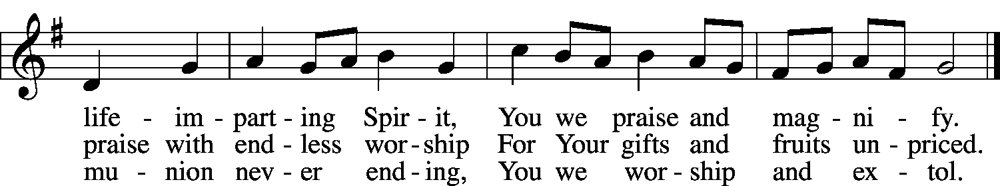 life - im - part - ing Spir - it, You we praise and mag - ni - fy.
praise with end - less wor - ship For Your gifts and fruits un - priced.
mu - nion nev - er end - ing, You we wor - ship and ex - tol.